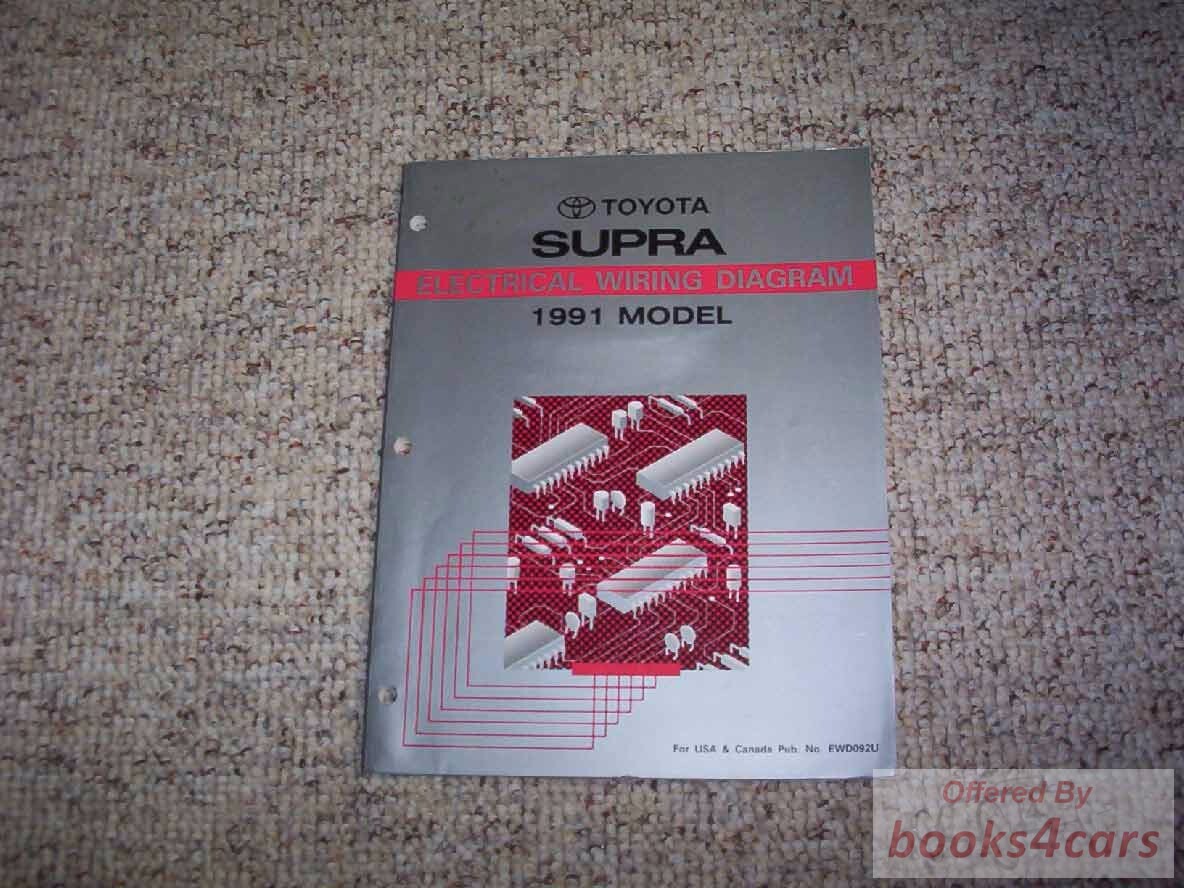 TOYOTA
SUPRA
ELECTRICAL WIRING DIAGRAM
1991 MODEL
For USA & Canada Pub. No. EWD092U
Offered By
books4cars